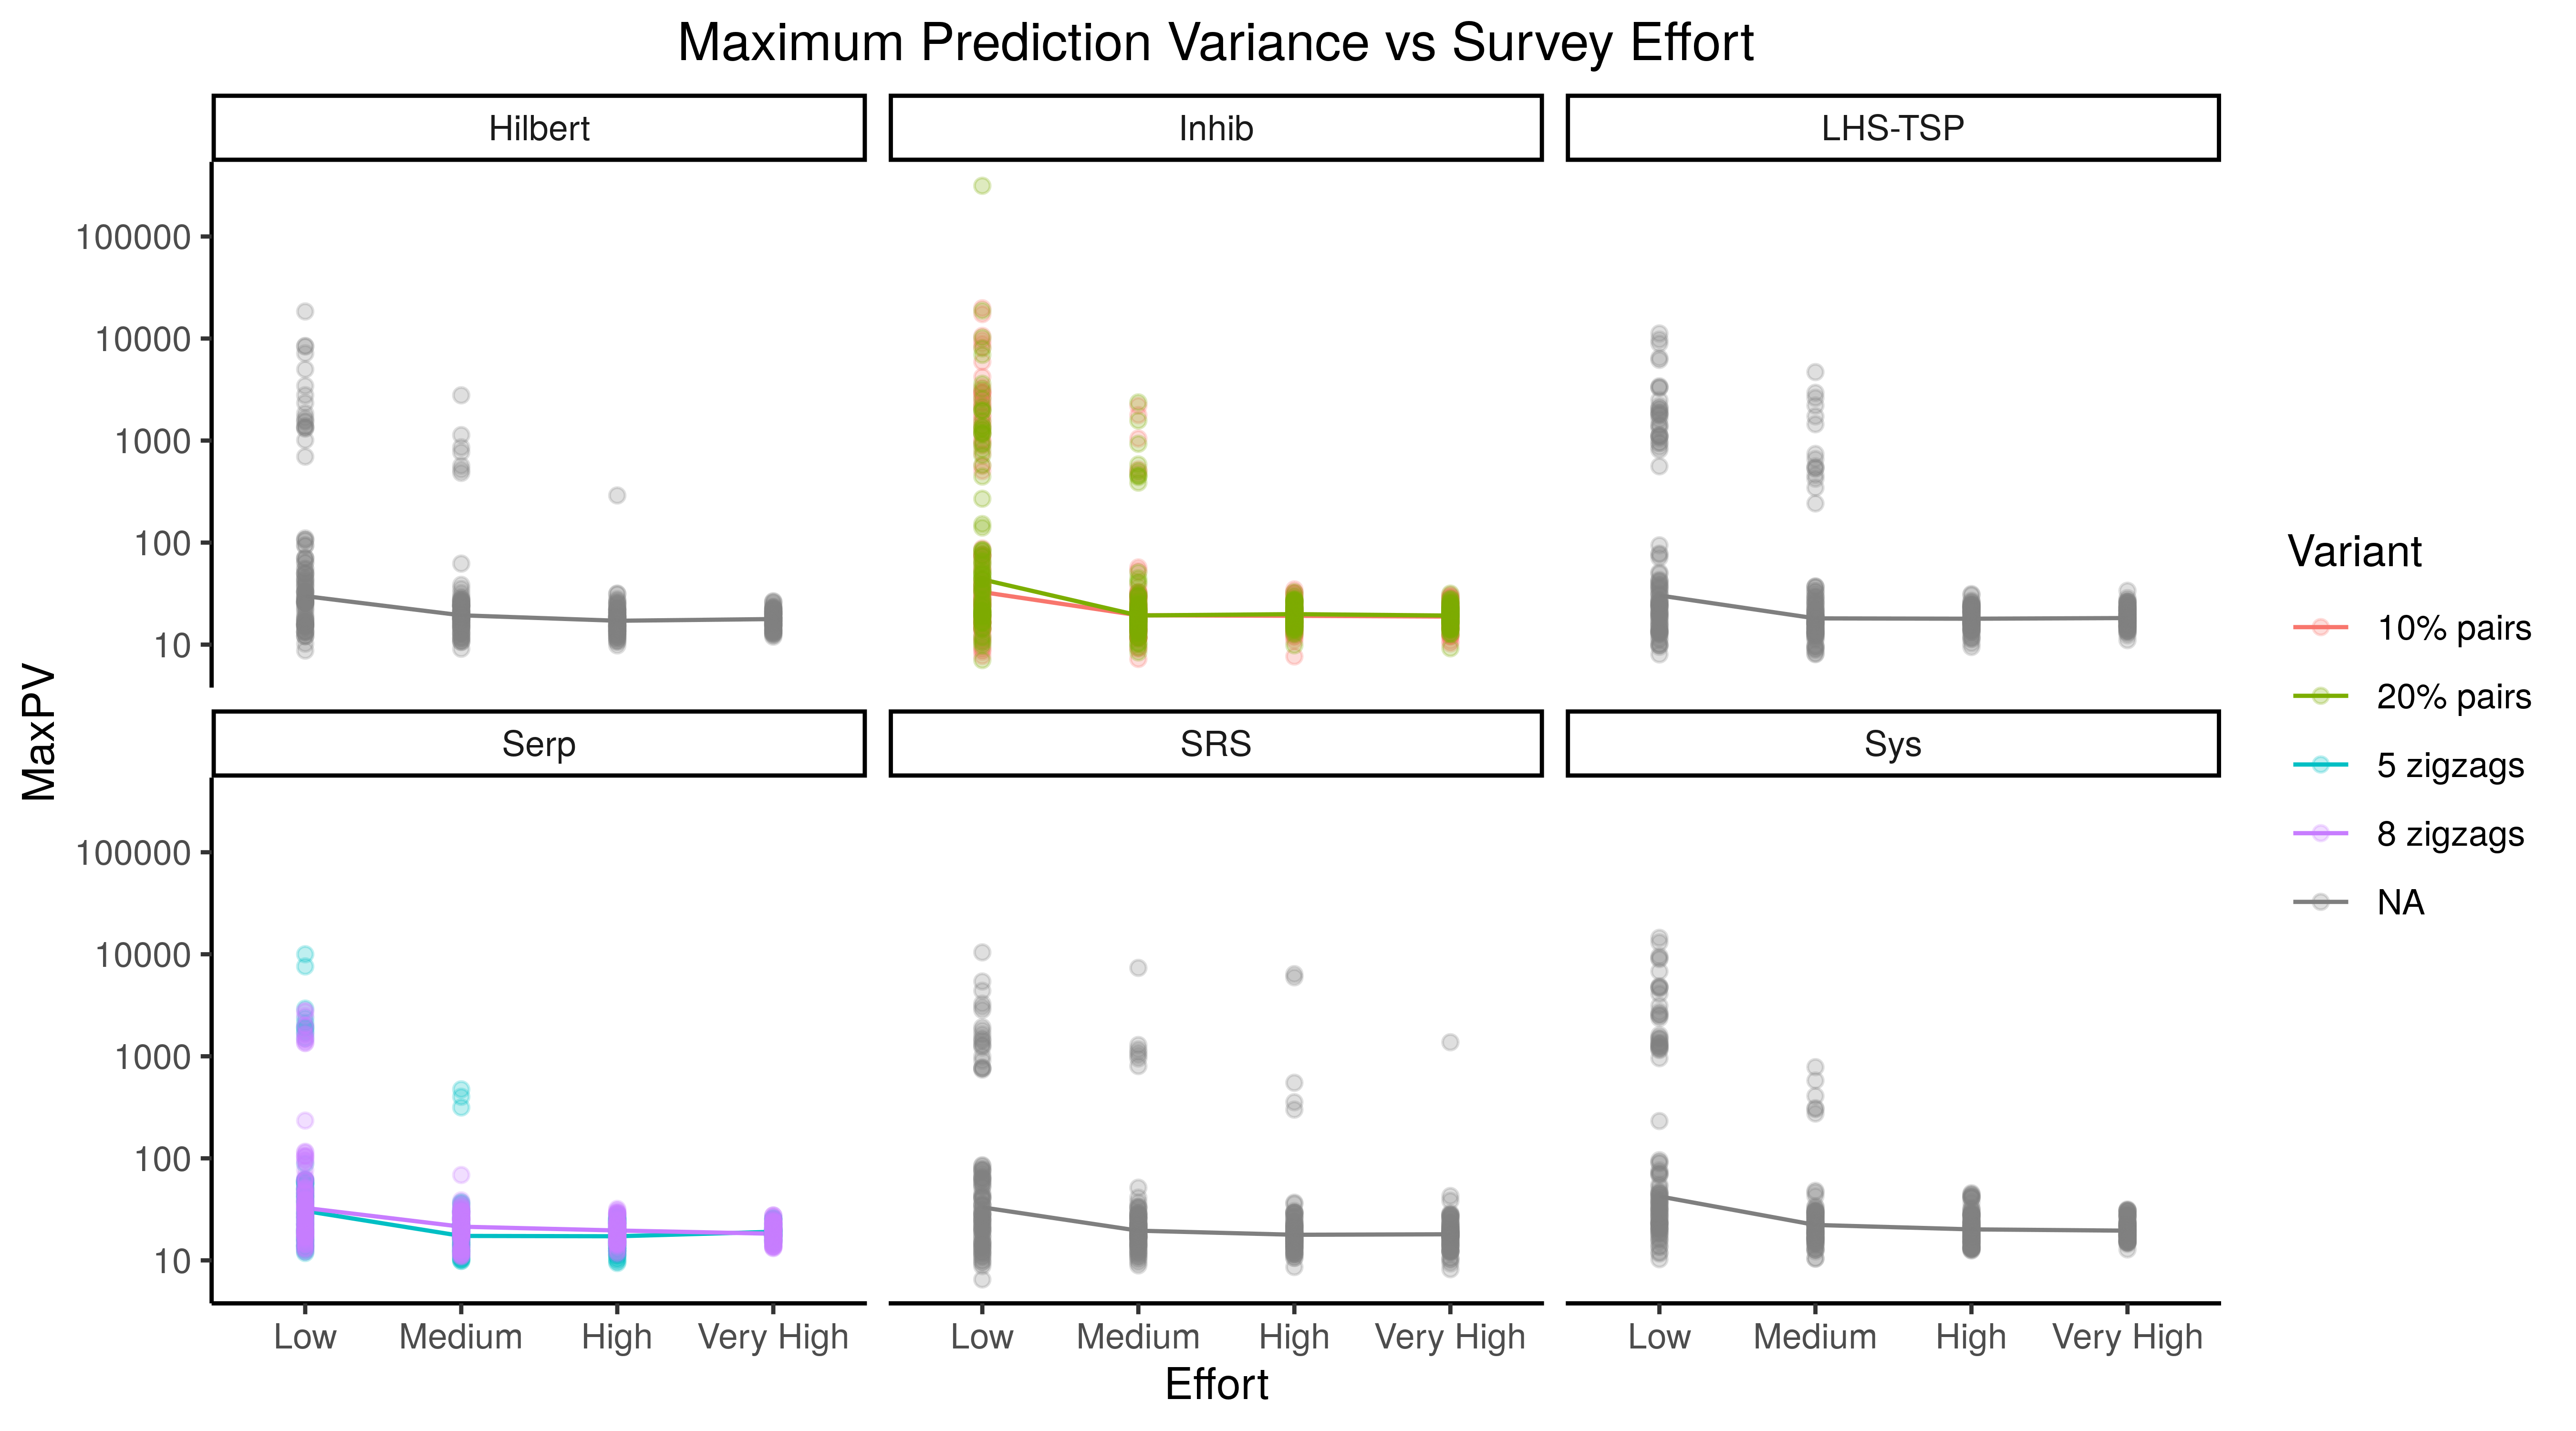 Maximum Prediction Variance vs Survey Effort
Hilbert
Inhib
LHS-TSP
100000
10000
1000
100
10
Serp
SRS
Sys
100000
10000
1000
100
10
Low Medium High Very High
Low Medium High Very High
Low Medium High Very High
Effort
MaxPV
Variant
10% pairs
20% pairs
5 zigzags
8 zigzags
NA